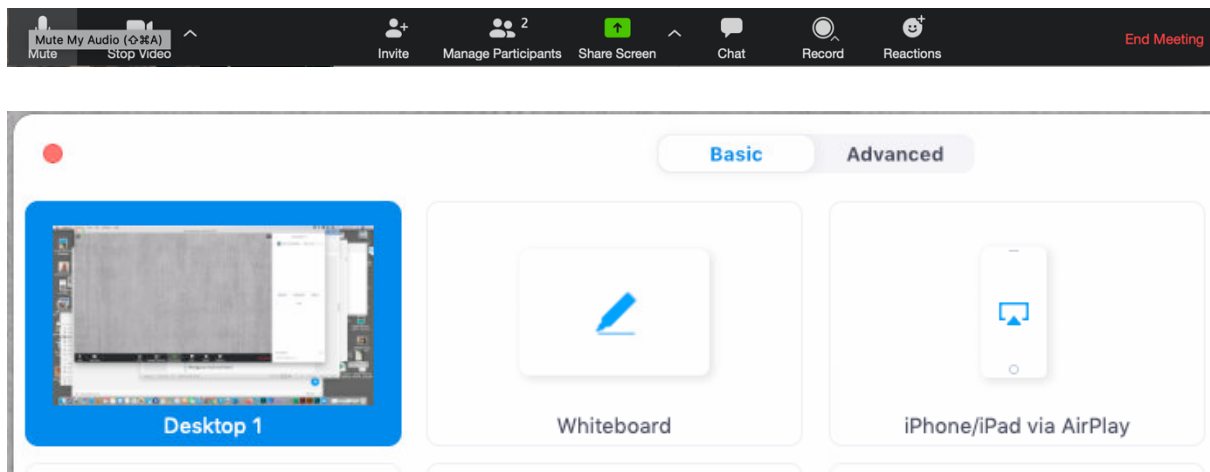 Mute My Audio (⇧⌘A)
Mute Stop Video Invite Manage Participants 2 Share Screen Chat Record Reactions End Meeting
Basic Advanced
Desktop 1 Whiteboard iPhone/iPad via AirPlay